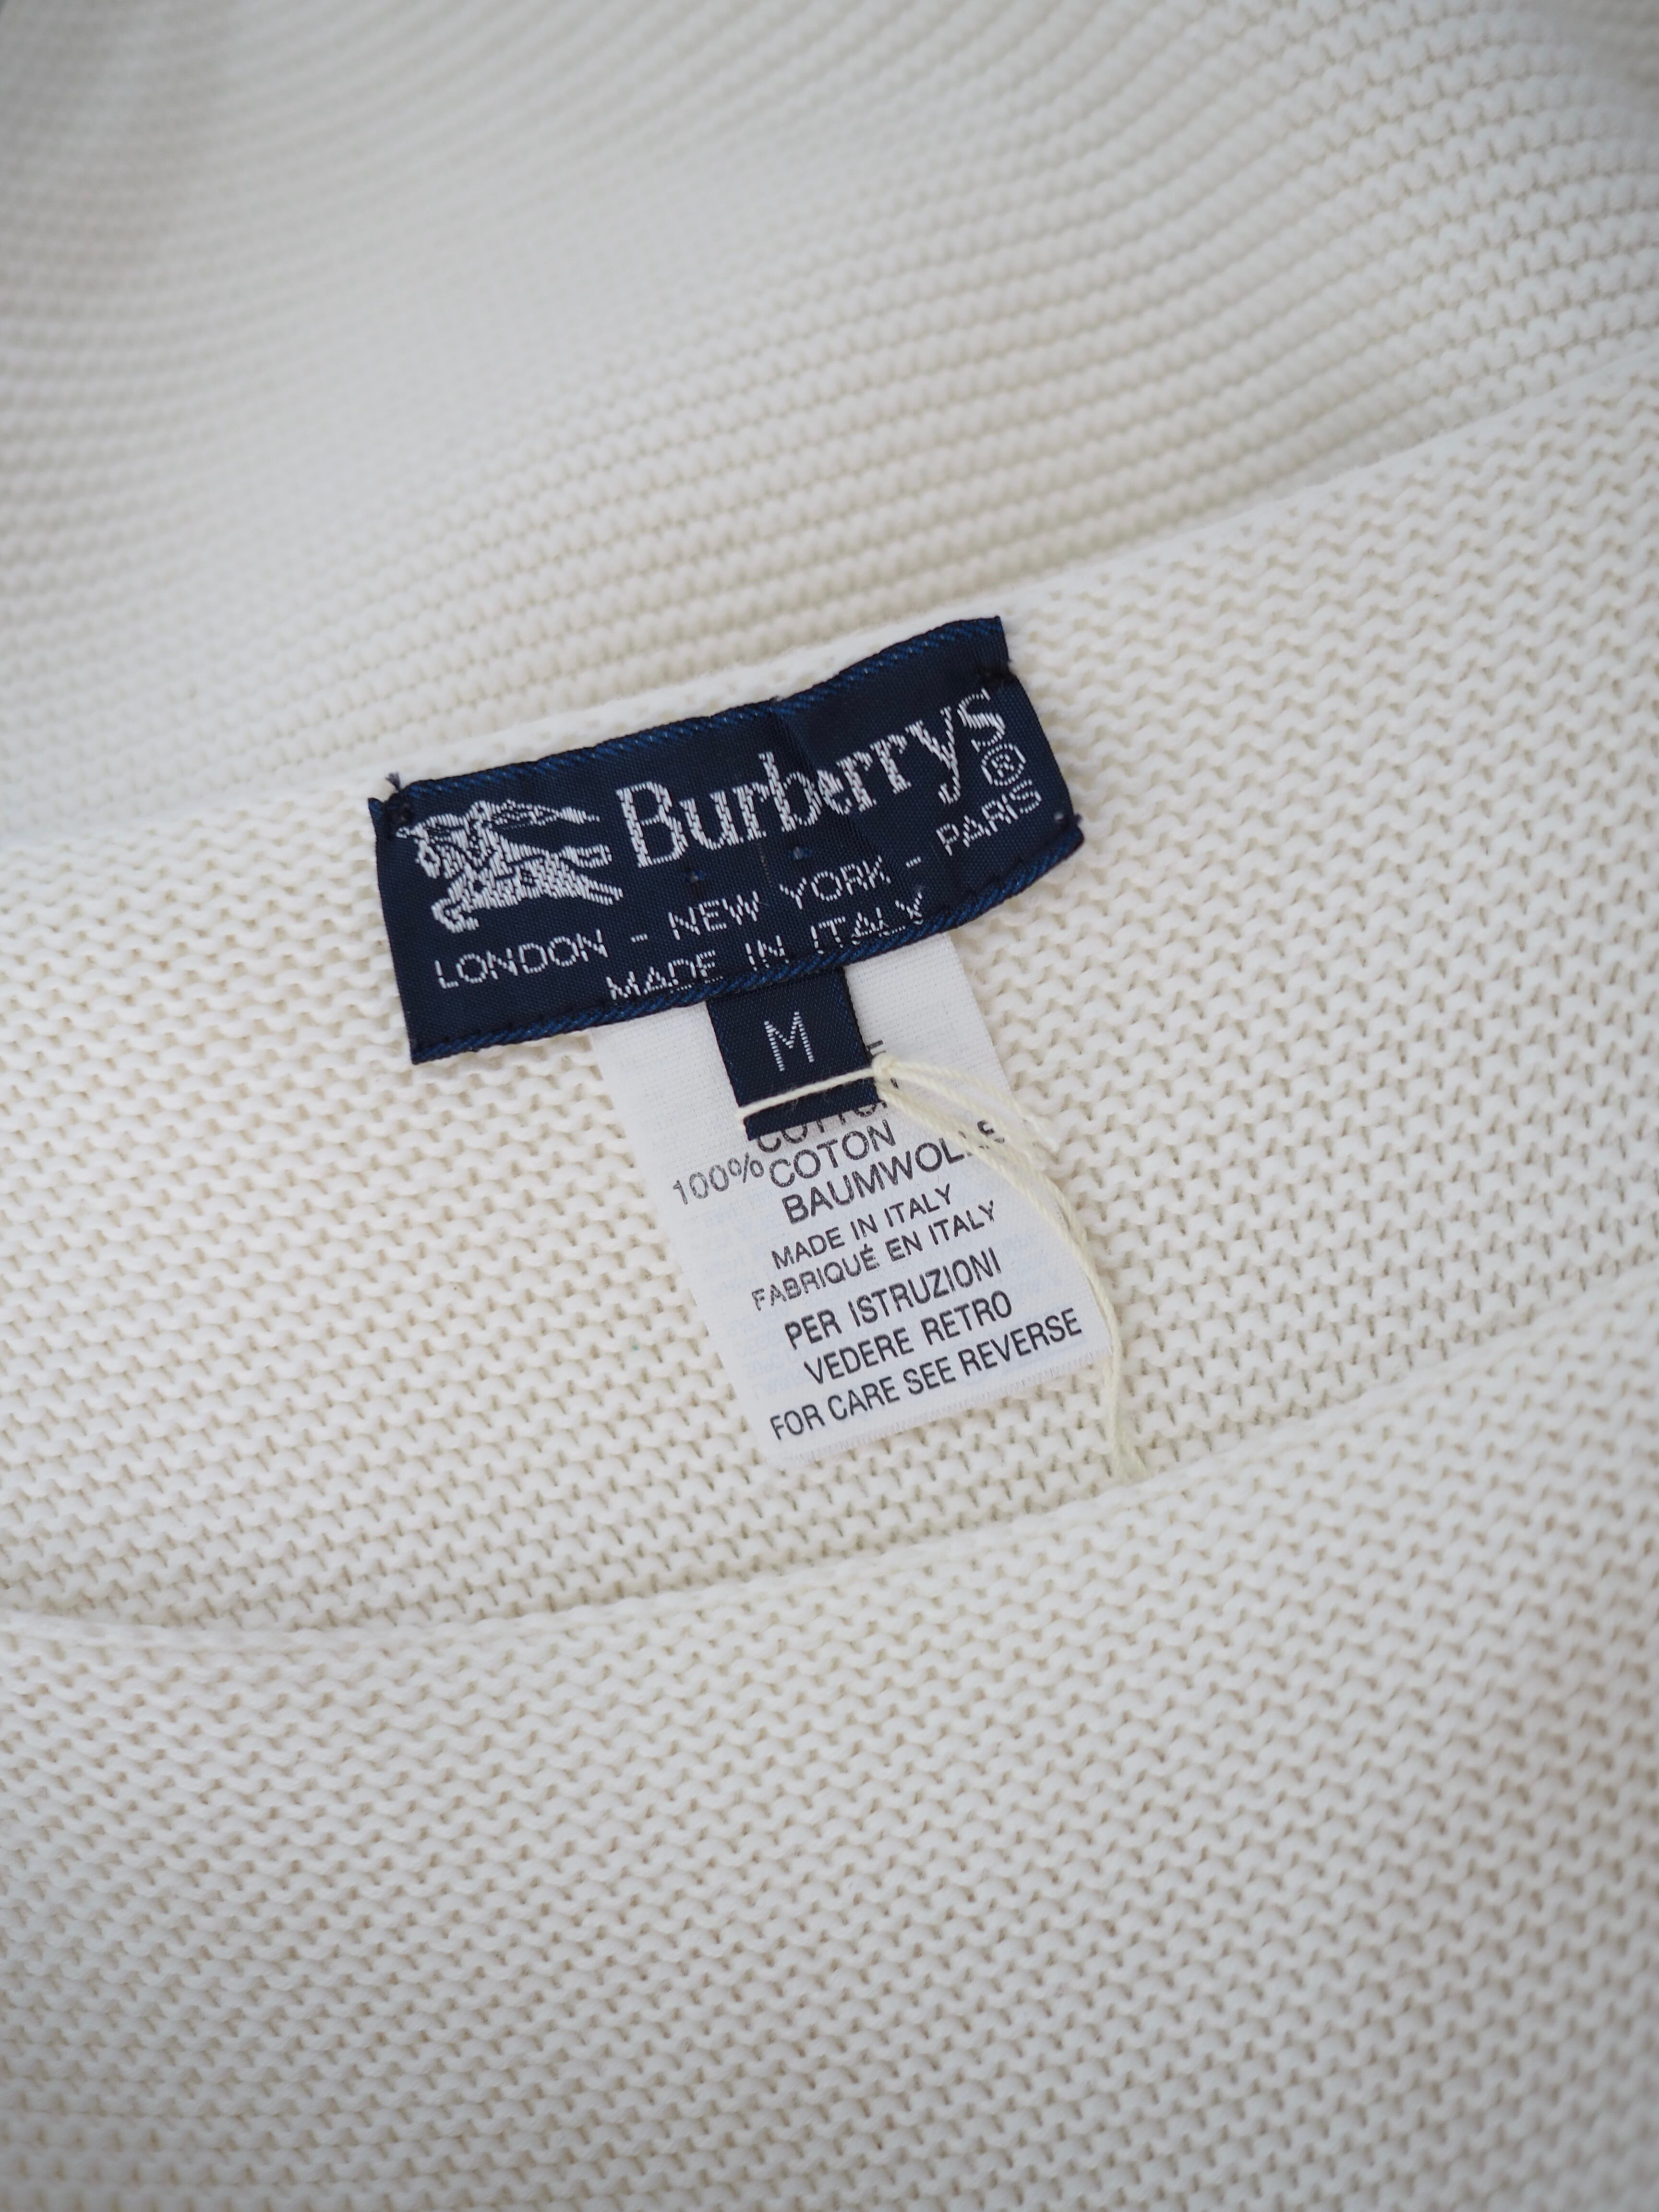 Burberrys®
LONDON - NEW YORK - PARIS
MADE IN ITALY
M
100% COTON
BAUMWOLLE
MADE IN ITALY
FABRIQUÉ EN ITALY
PER ISTRUZIONI
VEDERE RETRO
FOR CARE SEE REVERSE